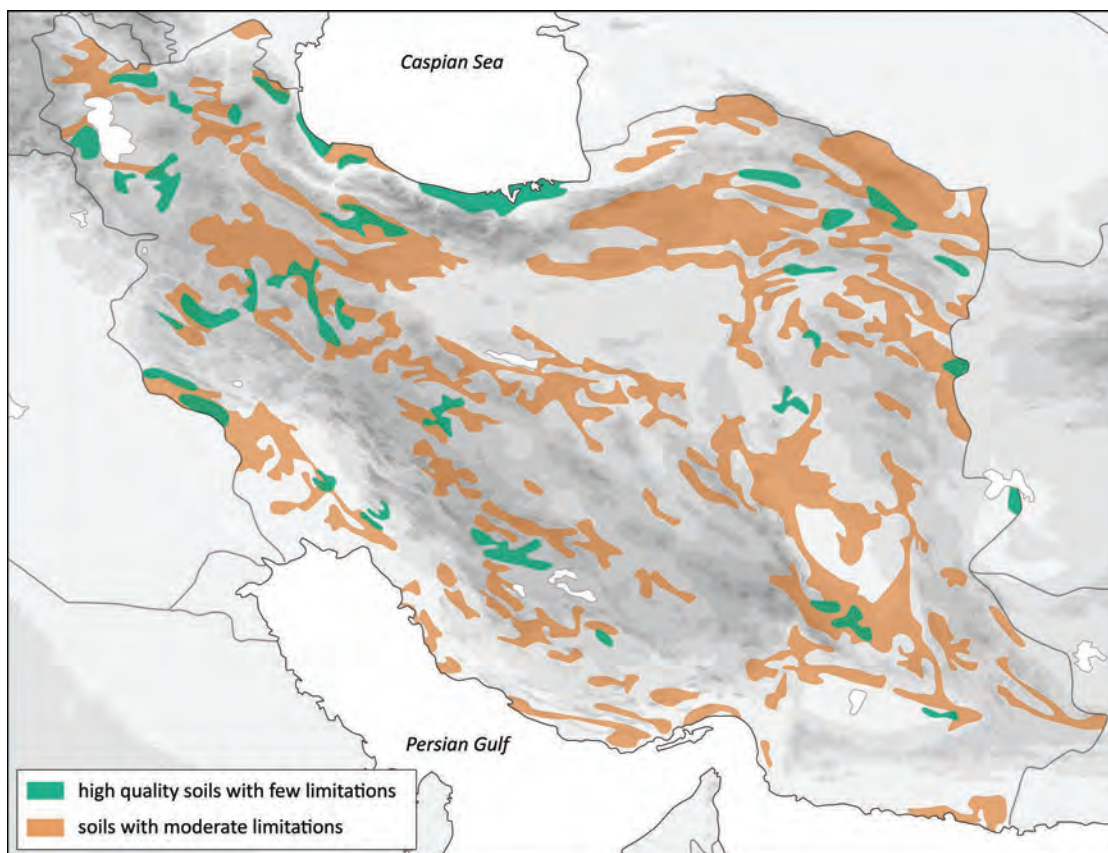 Caspian Sea
Persian Gulf
high quality soils with few limitations
soils with moderate limitations